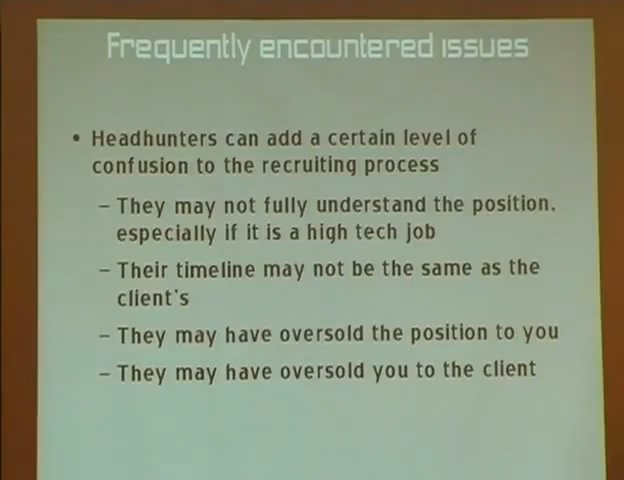 Frequently encountered issues
• Headhunters can add a certain level of
confusion to the recruiting process
– They may not fully understand the position.
especially if it is a high tech job
– Their timeline may not be the same as the
client's
– They may have oversold the position to you
– They may have oversold you to the client